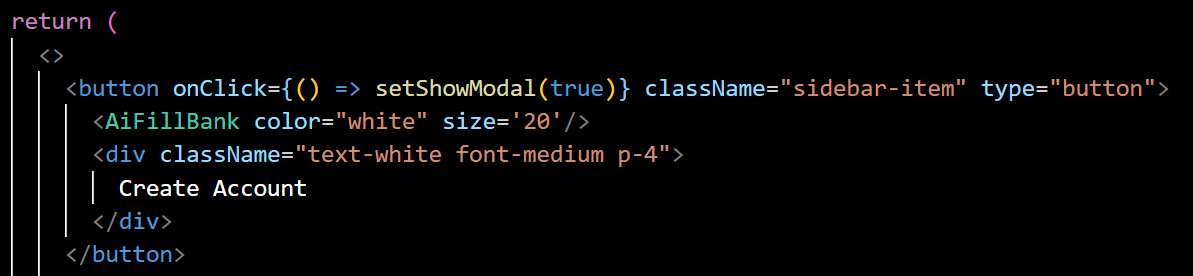 return (
<>
<button onClick={() => setShowModal(true)} className="sidebar-item" type="button">
<AiFillBank color="white" size='20'/>
<div className="text-white font-medium p-4">
Create Account
</div>
</button>